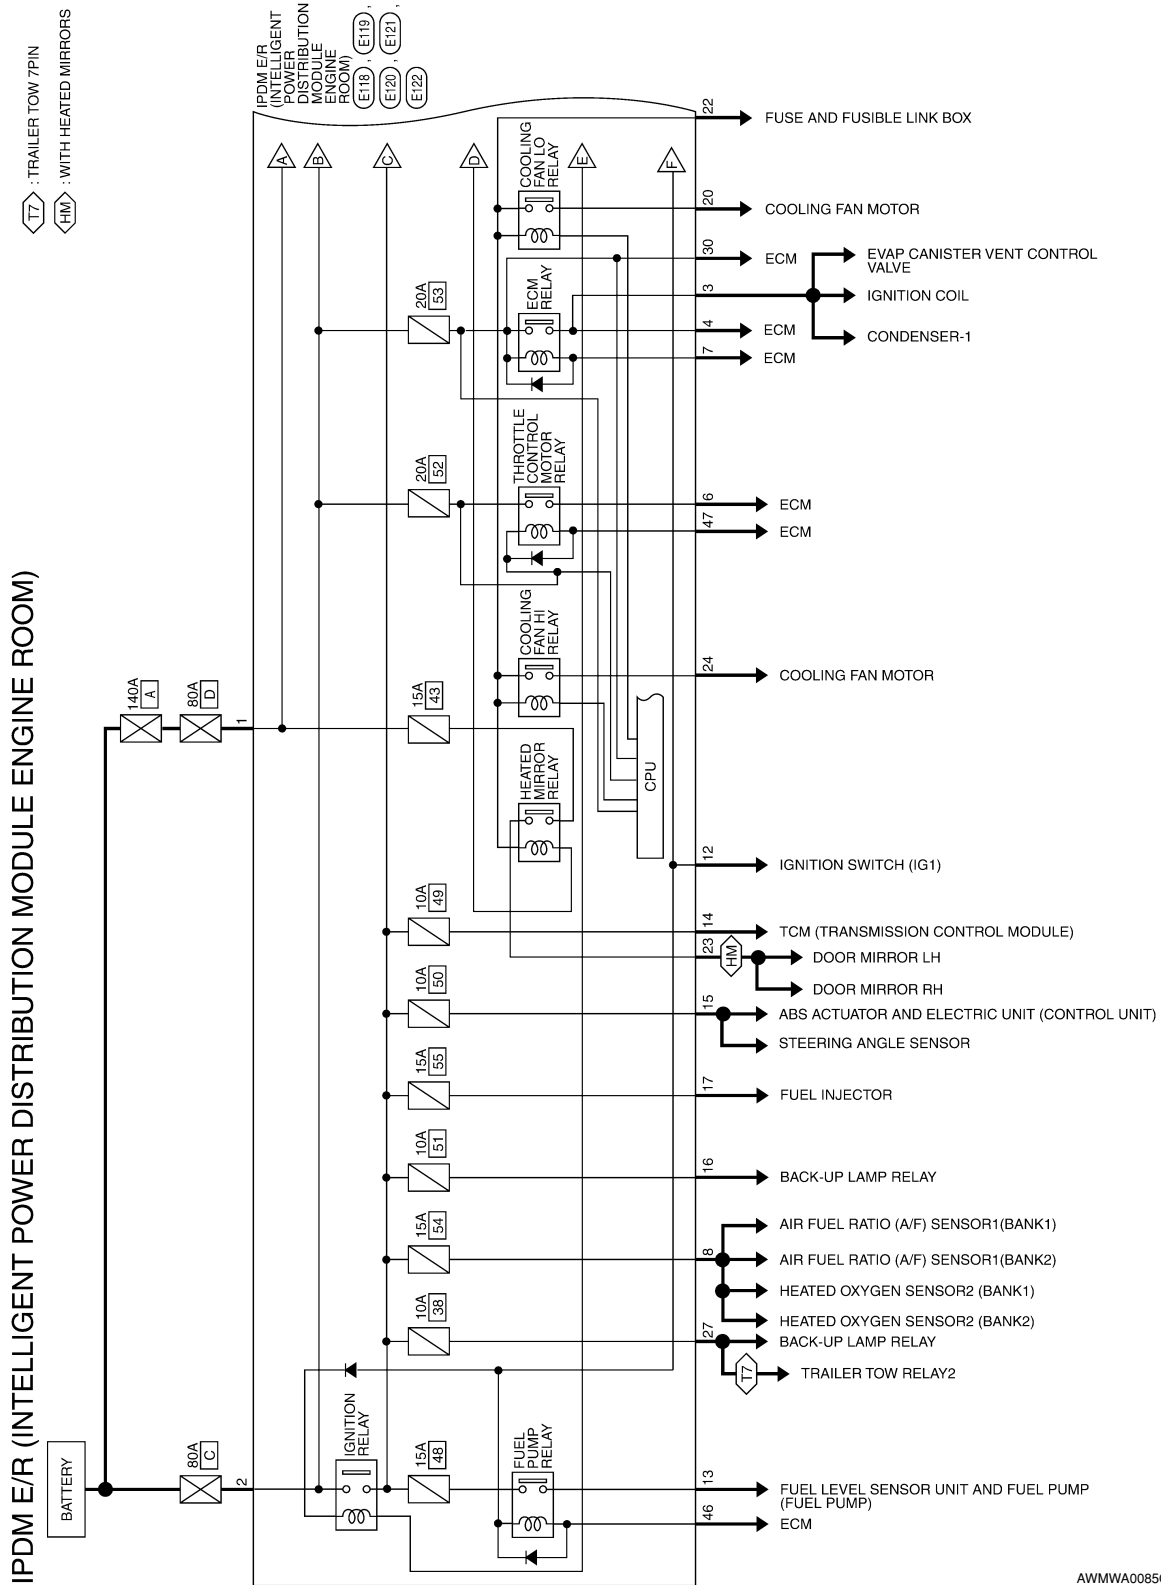 IPDM E/R (INTELLIGENT POWER DISTRIBUTION MODULE ENGINE ROOM)
T7 : TRAILER TOW 7PIN
HM : WITH HEATED MIRRORS
IPDM E/R
(INTELLIGENT
POWER
DISTRIBUTION
MODULE
ENGINE
ROOM)
E118 , E119 ,
E120 , E121 ,
E122
BATTERY
140A
A
80A
D
1
80A
C
2
A
B
C
D
E
F
COOLING
FAN LO
RELAY
22
FUSE AND FUSIBLE LINK BOX
20
COOLING FAN MOTOR
30
ECM
20A
53
ECM
RELAY
3
EVAP CANISTER VENT CONTROL
VALVE
IGNITION COIL
CONDENSER-1
4
ECM
7
ECM
20A
52
THROTTLE
CONTROL
MOTOR
RELAY
6
ECM
47
ECM
COOLING
FAN HI
RELAY
24
COOLING FAN MOTOR
15A
43
HEATED
MIRROR
RELAY
CPU
12
IGNITION SWITCH (IG1)
10A
49
14
TCM (TRANSMISSION CONTROL MODULE)
23
HM
DOOR MIRROR LH
DOOR MIRROR RH
10A
50
15
ABS ACTUATOR AND ELECTRIC UNIT (CONTROL UNIT)
STEERING ANGLE SENSOR
15A
55
17
FUEL INJECTOR
10A
51
16
BACK-UP LAMP RELAY
15A
54
8
AIR FUEL RATIO (A/F) SENSOR1(BANK1)
AIR FUEL RATIO (A/F) SENSOR1(BANK2)
HEATED OXYGEN SENSOR2 (BANK1)
HEATED OXYGEN SENSOR2 (BANK2)
10A
38
27
BACK-UP LAMP RELAY
T7
TRAILER TOW RELAY2
IGNITION
RELAY
15A
48
FUEL
PUMP
RELAY
13
FUEL LEVEL SENSOR UNIT AND FUEL PUMP
(FUEL PUMP)
46
ECM